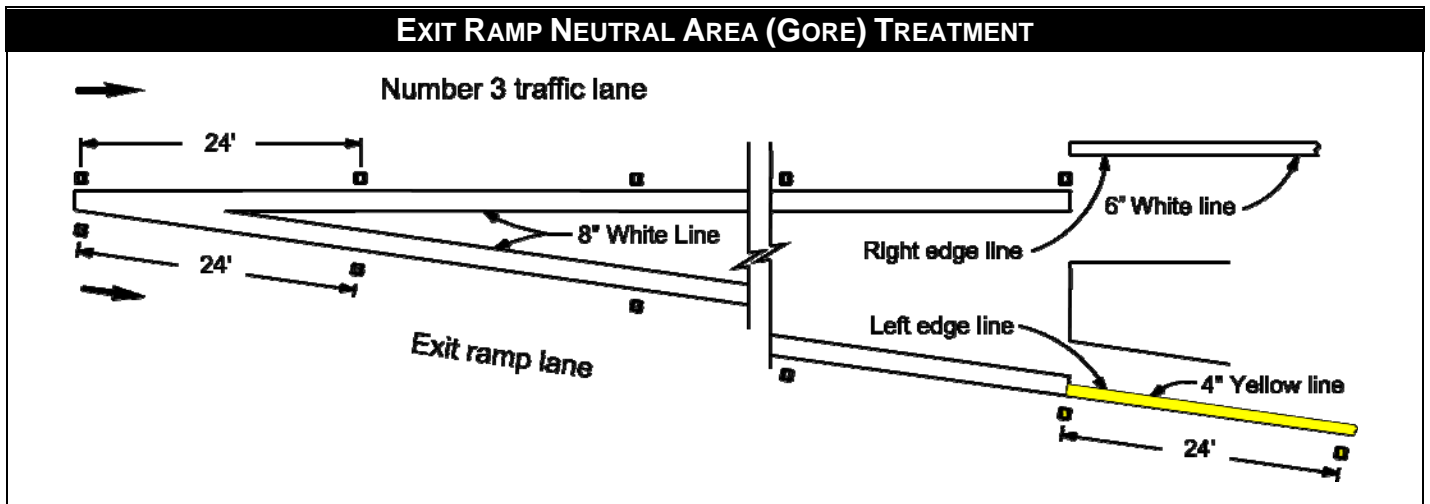 EXIT RAMP NEUTRAL AREA (GORE) TREATMENT
Number 3 traffic lane
24'
6" White line
8" White Line
Right edge line
24'
Left edge line
Exit ramp lane
4" Yellow line
24'